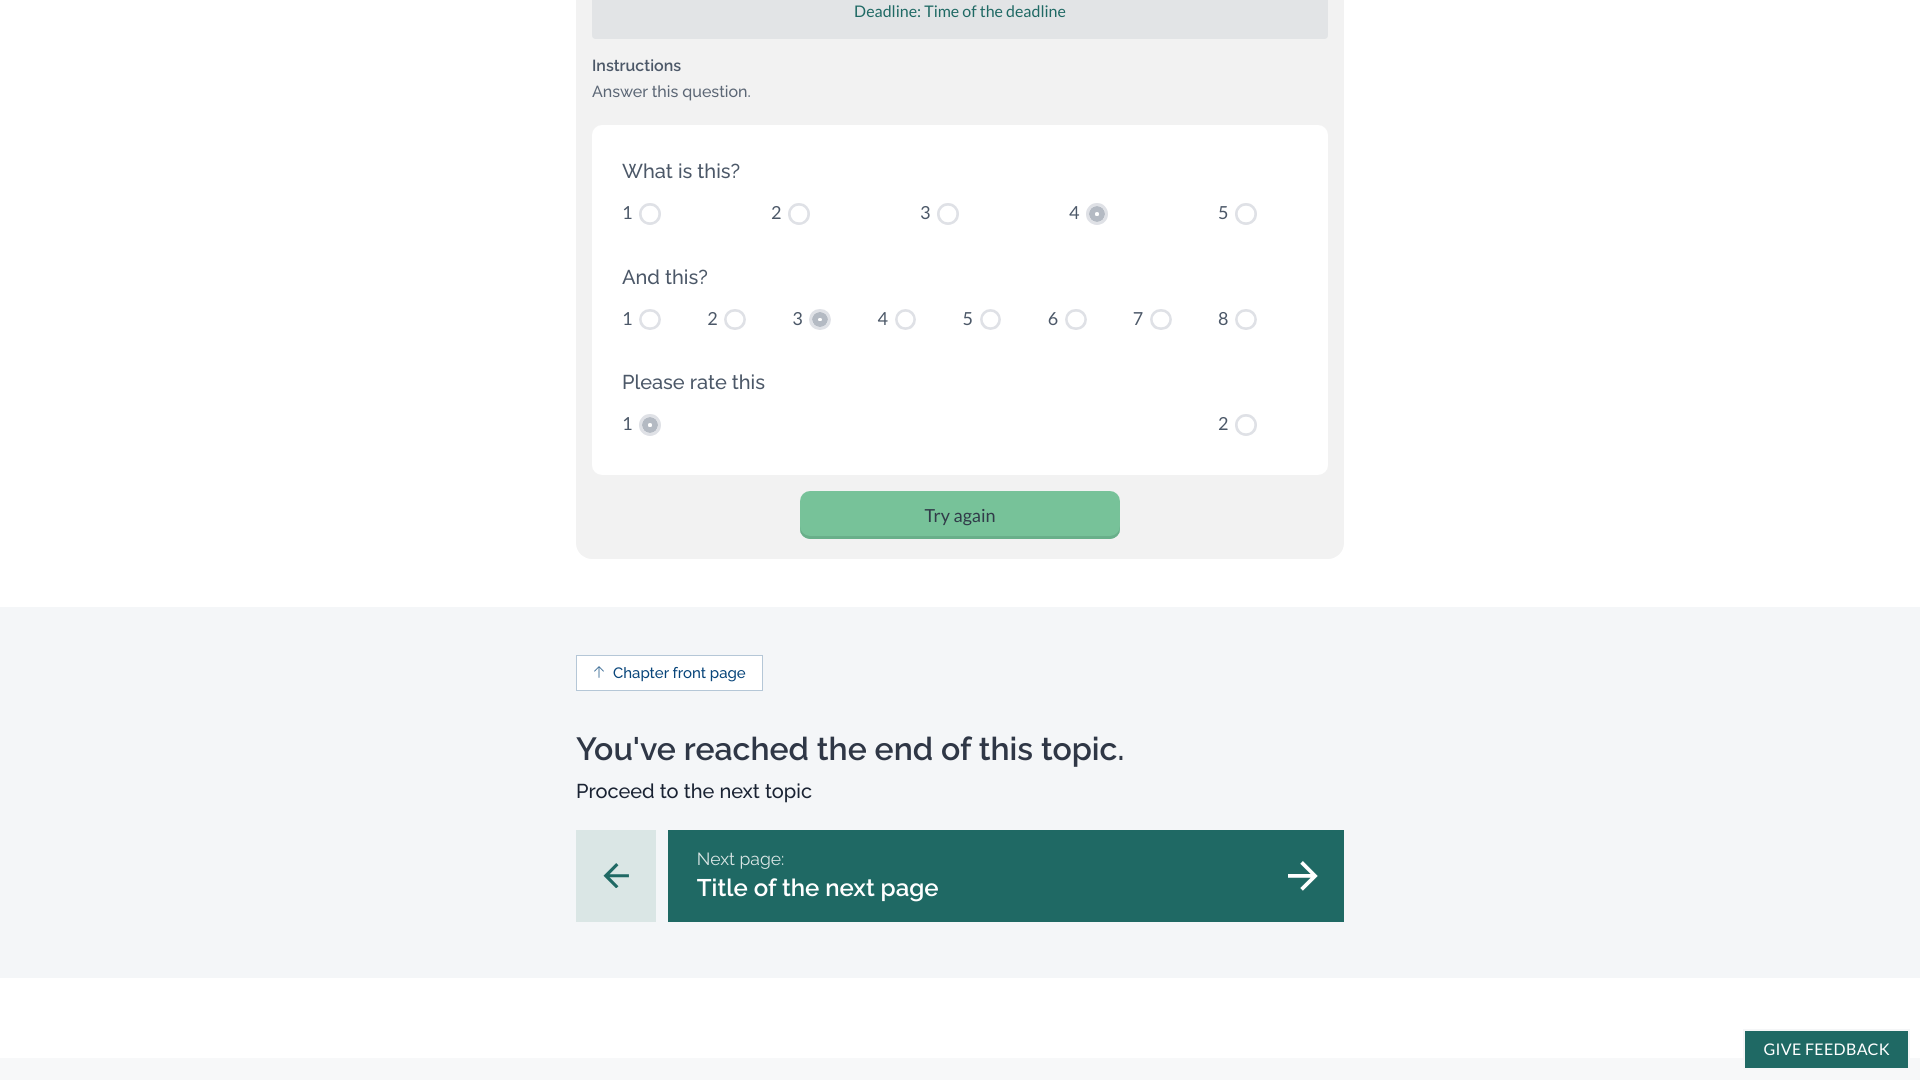 Deadline: Time of the deadline
Instructions
Answer this question.
What is this?
1 2 3 4 5
And this?
1 2 3 4 5 6 7 8
Please rate this
1 2
Try again
Chapter front page
You've reached the end of this topic.
Proceed to the next topic
Next page:
Title of the next page
GIVE FEEDBACK